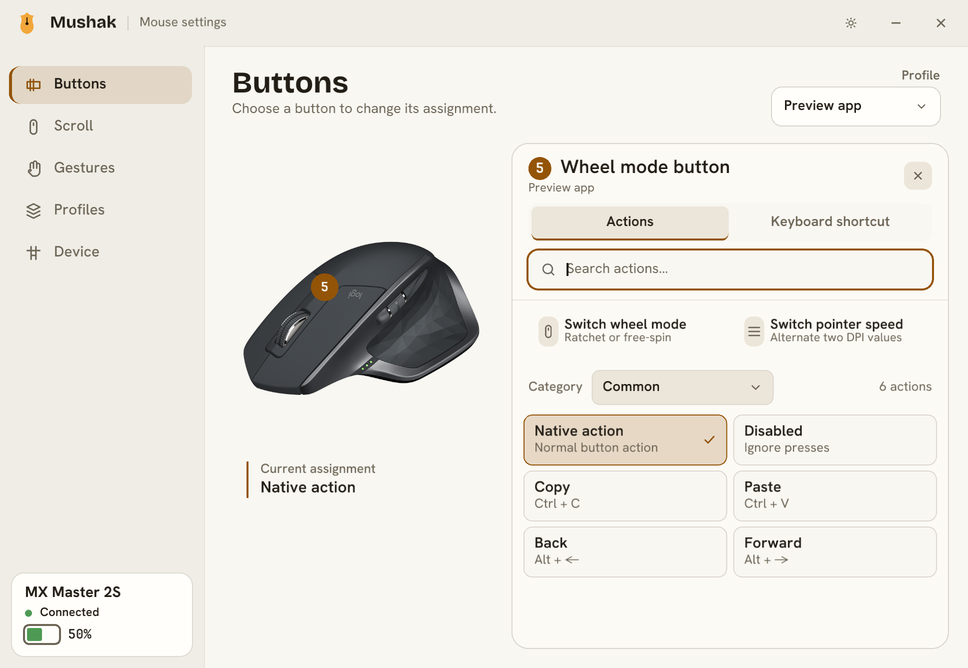 Mushak
Mouse settings
Buttons
Scroll
Gestures
Profiles
Device
MX Master 2S
Connected
50%
Buttons
Choose a button to change its assignment.
Profile
Preview app
5
logi
Current assignment
Native action
5 Wheel mode button
Preview app
Actions
Keyboard shortcut
Search actions...
Switch wheel mode
Ratchet or free-spin
Switch pointer speed
Alternate two DPI values
Category
Common
6 actions
Native action
Normal button action
Disabled
Ignore presses
Copy
Ctrl + C
Paste
Ctrl + V
Back
Alt + ←
Forward
Alt + →